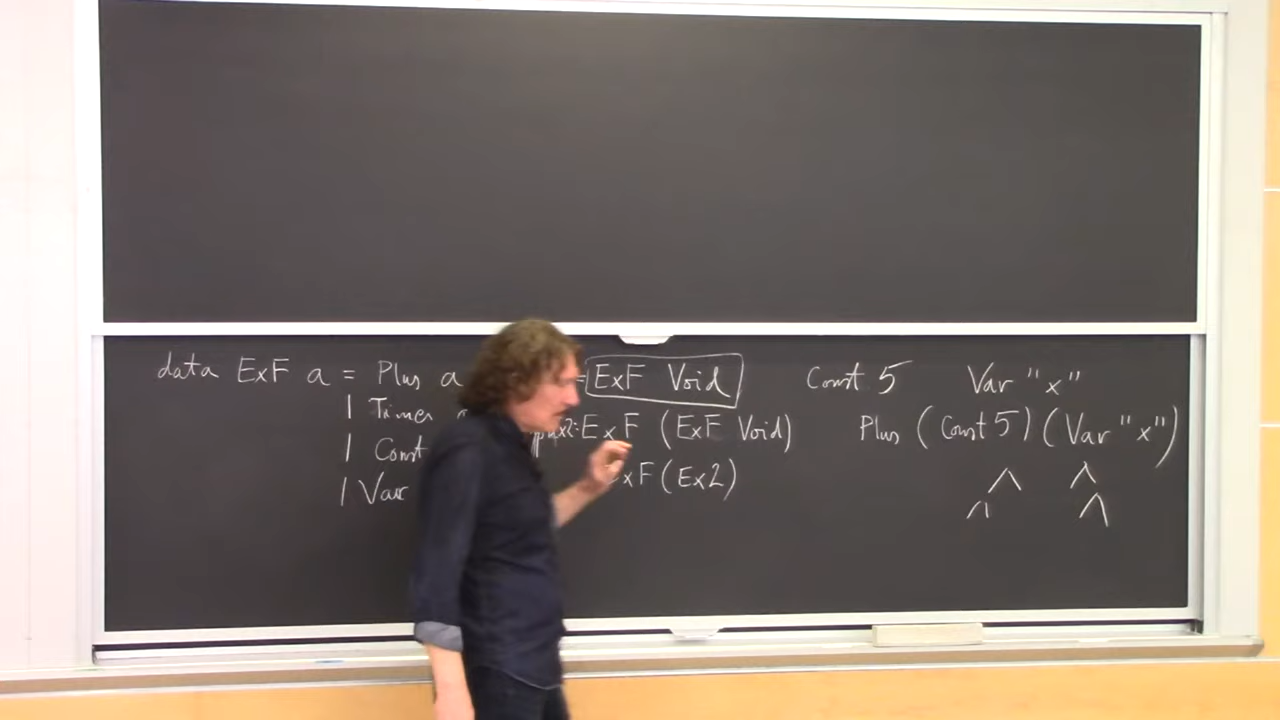 data ExF a = Plus a = ExF Void Const 5 Var "x"
| Times ExF (ExF Void) Plus (Const 5) (Var "x")
| Const ExF (Ex2)
| Var